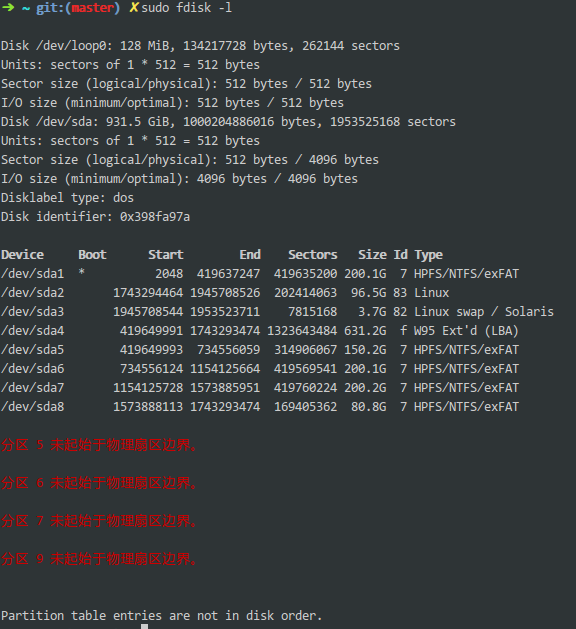 ➜ ~ git:(master) ✗ sudo fdisk -l
Disk /dev/loop0: 128 MiB, 134217728 bytes, 262144 sectors
Units: sectors of 1 * 512 = 512 bytes
Sector size (logical/physical): 512 bytes / 512 bytes
I/O size (minimum/optimal): 512 bytes / 512 bytes
Disk /dev/sda: 931.5 GiB, 1000204886016 bytes, 1953525168 sectors
Units: sectors of 1 * 512 = 512 bytes
Sector size (logical/physical): 512 bytes / 4096 bytes
I/O size (minimum/optimal): 4096 bytes / 4096 bytes
Disklabel type: dos
Disk identifier: 0x398fa97a
Device Boot Start End Sectors Size Id Type
/dev/sda1 * 2048 419637247 419635200 200.1G 7 HPFS/NTFS/exFAT
/dev/sda2 1743294464 1945708526 202414063 96.5G 83 Linux
/dev/sda3 1945708544 1953523711 7815168 3.7G 82 Linux swap / Solaris
/dev/sda4 419649991 1743293474 1323643484 631.2G f W95 Ext'd (LBA)
/dev/sda5 419649993 734556059 314906067 150.2G 7 HPFS/NTFS/exFAT
/dev/sda6 734556124 1154125664 419569541 200.1G 7 HPFS/NTFS/exFAT
/dev/sda7 1154125728 1573885951 419760224 200.2G 7 HPFS/NTFS/exFAT
/dev/sda8 1573888113 1743293474 169405362 80.8G 7 HPFS/NTFS/exFAT
分区 5 未起始于物理扇区边界。
分区 6 未起始于物理扇区边界。
分区 7 未起始于物理扇区边界。
分区 9 未起始于物理扇区边界。
Partition table entries are not in disk order.